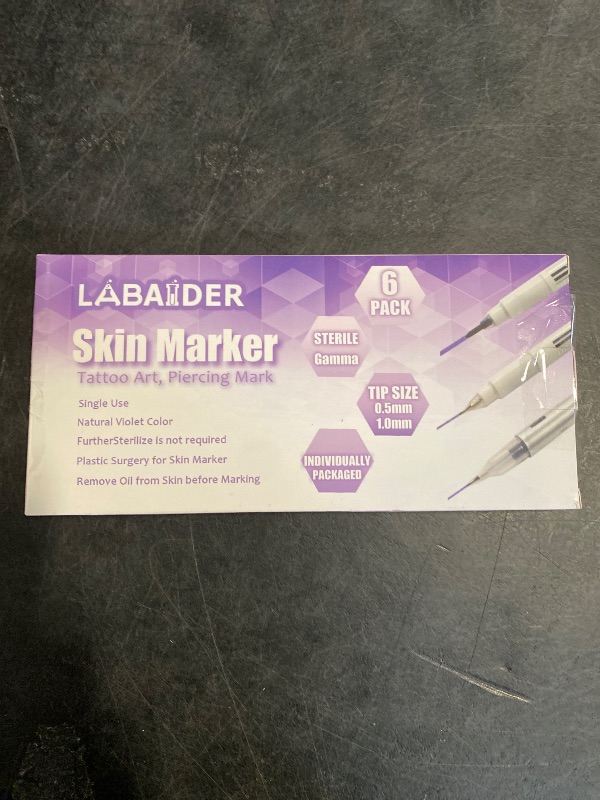 LABAIIDER
Skin Marker
Tattoo Art, Piercing Mark
Single Use
Natural Violet Color
FurtherSterilize is not required
Plastic Surgery for Skin Marker
Remove Oil from Skin before Marking
6
PACK
STERILE
Gamma
TIP SIZE
0.5mm
1.0mm
INDIVIDUALLY
PACKAGED